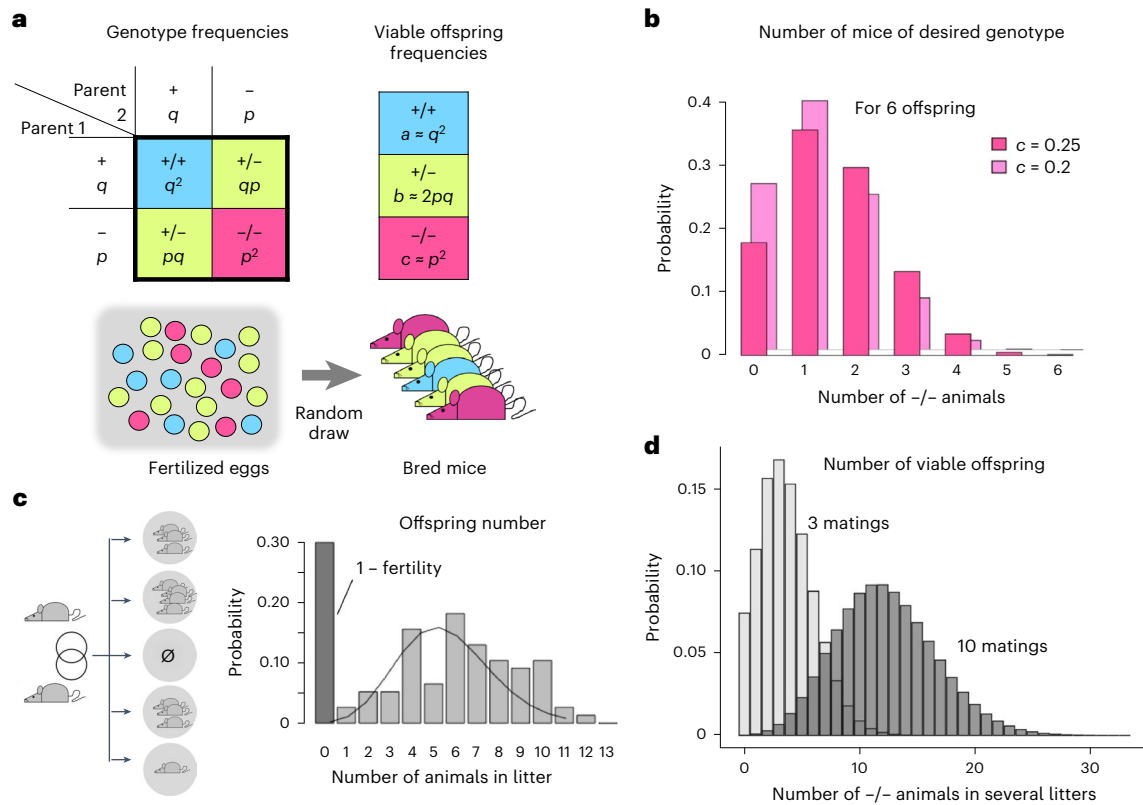 a
Genotype frequencies
Viable offspring
frequencies
Parent
2
+
q
–
p
Parent 1
+
q
+/+
q²
+/–
qp
–
p
+/–
pq
–/–
p²
+/+
a ≈ q²
+/–
b ≈ 2pq
–/–
c ≈ p²
Random
draw
Fertilized eggs
Bred mice
b
Number of mice of desired genotype
For 6 offspring
c = 0.25
c = 0.2
Probability
0.4
0.3
0.2
0.1
0
0 1 2 3 4 5 6
Number of –/– animals
c
Ø
Offspring number
1 – fertility
Probability
0.30
0.20
0.10
0
0 1 2 3 4 5 6 7 8 9 10 11 12 13
Number of animals in litter
d
Number of viable offspring
3 matings
10 matings
Probability
0.15
0.10
0.05
0
0 10 20 30
Number of –/– animals in several litters